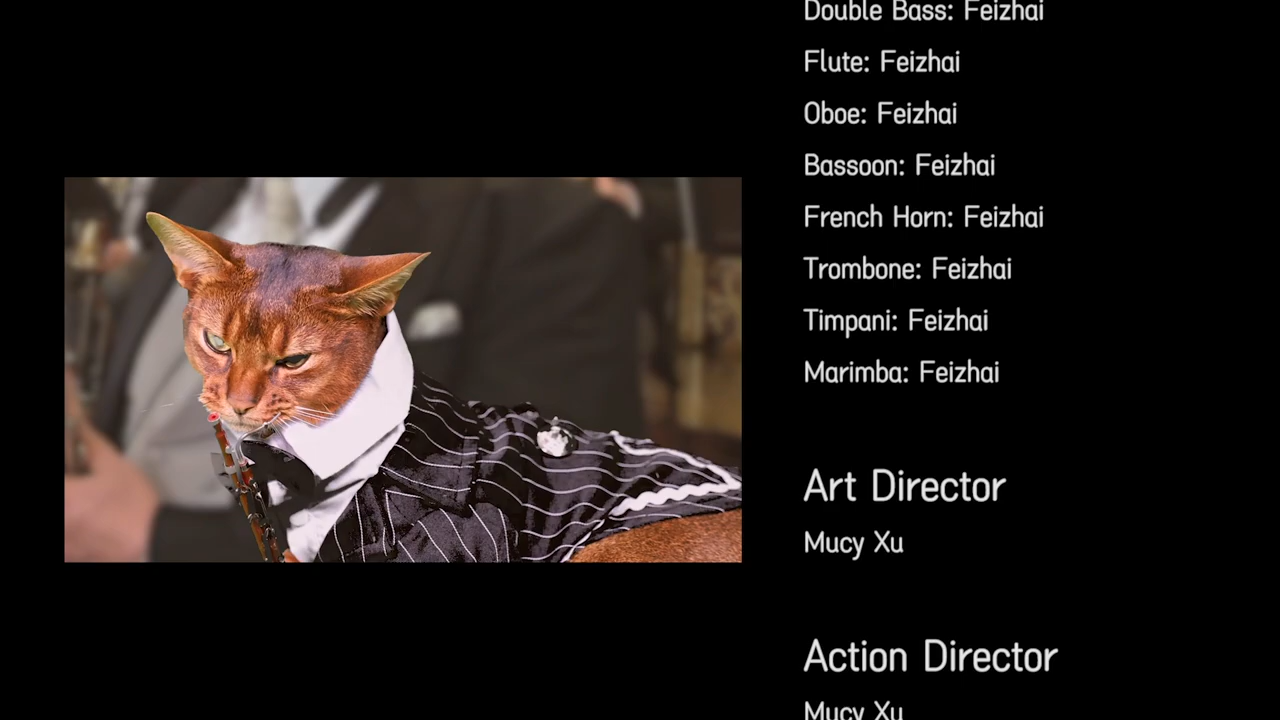 Double Bass: Feizhai
Flute: Feizhai
Oboe: Feizhai
Bassoon: Feizhai
French Horn: Feizhai
Trombone: Feizhai
Timpani: Feizhai
Marimba: Feizhai
Art Director
Mucy Xu
Action Director
Mucy Xu